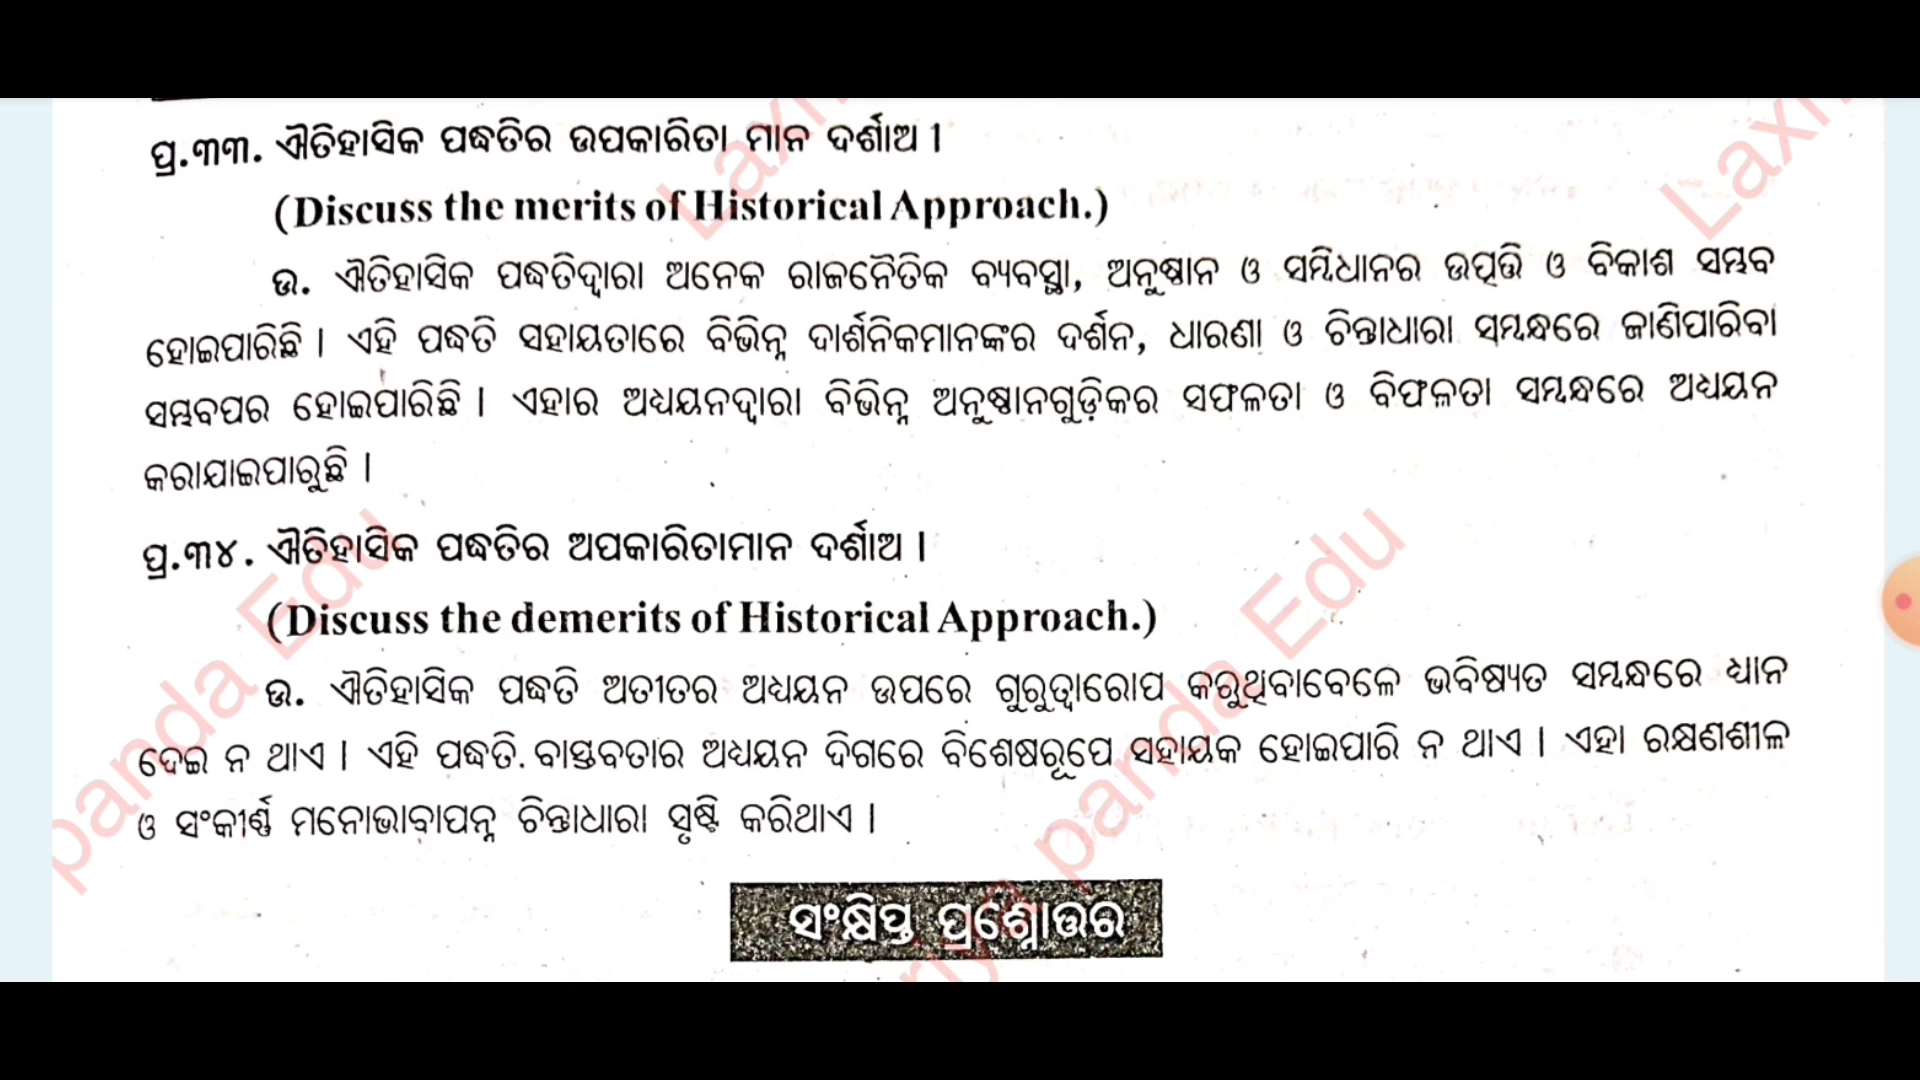 ପ୍ର.୩୩. ଐତିହାସିକ ପଦ୍ଧତିର ଉପକାରିତା ମାନ ଦର୍ଶାଅ ।
(Discuss the merits of Historical Approach.)
ଉ. ଐତିହାସିକ ପଦ୍ଧତିଦ୍ୱାରା ଅନେକ ରାଜନୈତିକ ବ୍ୟବସ୍ଥା, ଅନୁଷ୍ଠାନ ଓ ସମ୍ବିଧାନର ଉତ୍ପତ୍ତି ଓ ବିକାଶ ସମ୍ଭବ
ହୋଇପାରିଛି । ଏହି ପଦ୍ଧତି ସହାୟତାରେ ବିଭିନ୍ନ ଦାର୍ଶନିକମାନଙ୍କର ଦର୍ଶନ, ଧାରଣା ଓ ଚିନ୍ତାଧାରା ସମ୍ବନ୍ଧରେ ଜାଣିପାରିବା
ସମ୍ଭବପର ହୋଇପାରିଛି । ଏହାର ଅଧ୍ୟୟନଦ୍ୱାରା ବିଭିନ୍ନ ଅନୁଷ୍ଠାନଗୁଡ଼ିକର ସଫଳତା ଓ ବିଫଳତା ସମ୍ବନ୍ଧରେ ଅଧ୍ୟୟନ
କରାଯାଇପାରୁଛି ।
ପ୍ର.୩୪. ଐତିହାସିକ ପଦ୍ଧତିର ଅପକାରିତାମାନ ଦର୍ଶାଅ ।
(Discuss the demerits of Historical Approach.)
ଉ. ଐତିହାସିକ ପଦ୍ଧତି ଅତୀତର ଅଧ୍ୟୟନ ଉପରେ ଗୁରୁତ୍ୱାରୋପ କରୁଥିବାବେଳେ ଭବିଷ୍ୟତ ସମ୍ବନ୍ଧରେ ଧ୍ୟାନ
ଦେଇ ନ ଥାଏ । ଏହି ପଦ୍ଧତି ବାସ୍ତବତାର ଅଧ୍ୟୟନ ଦିଗରେ ବିଶେଷରୂପେ ସହାୟକ ହୋଇପାରି ନ ଥାଏ । ଏହା ରକ୍ଷଣଶୀଳ
ଓ ସଂକୀର୍ଣ୍ଣ ମନୋଭାବାପନ୍ନ ଚିନ୍ତାଧାରା ସୃଷ୍ଟି କରିଥାଏ ।
ସଂକ୍ଷିପ୍ତ ପ୍ରଶ୍ନୋତ୍ତର
panda Edu
panda Edu